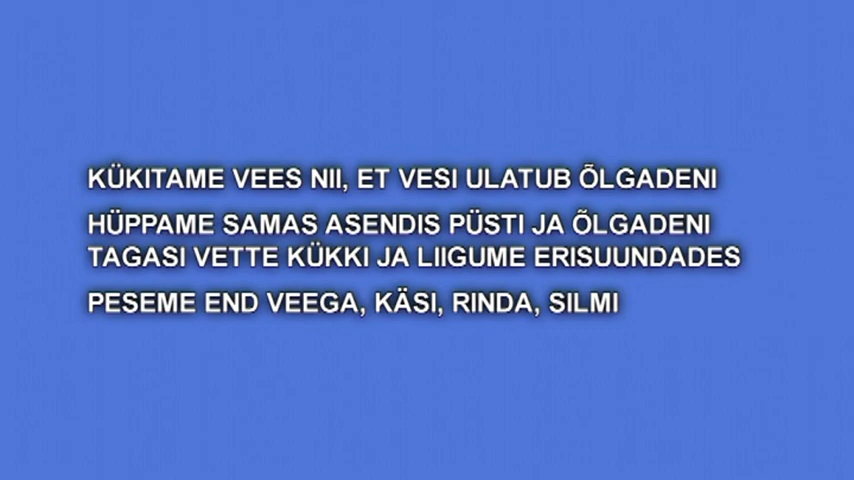 KÜKITAME VEES NII, ET VESI ULATUB ÕLGADENI
HÜPPAME SAMAS ASENDIS PÜSTI JA ÕLGADENI
TAGASI VETTE KÜKKI JA LIIGUME ERISUUNDADES
PESEME END VEEGA, KÄSI, RINDA, SILMI